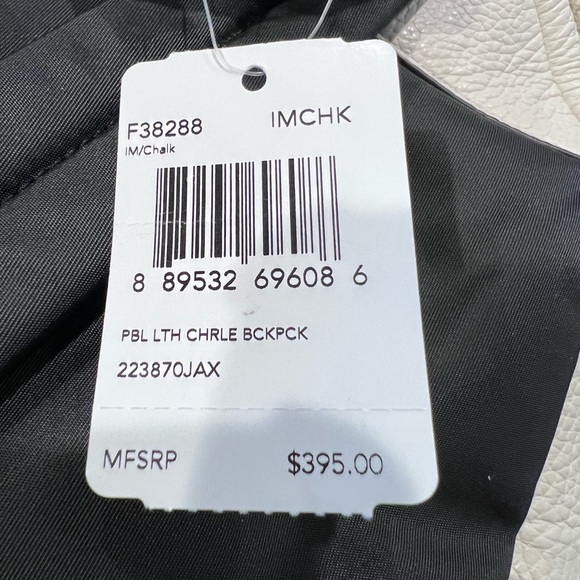 F38288 IMCHK
IM/Chalk
8 89532 69608 6
PBL LTH CHRLE BCKPCK
223870JAX
MFSRP $395.00